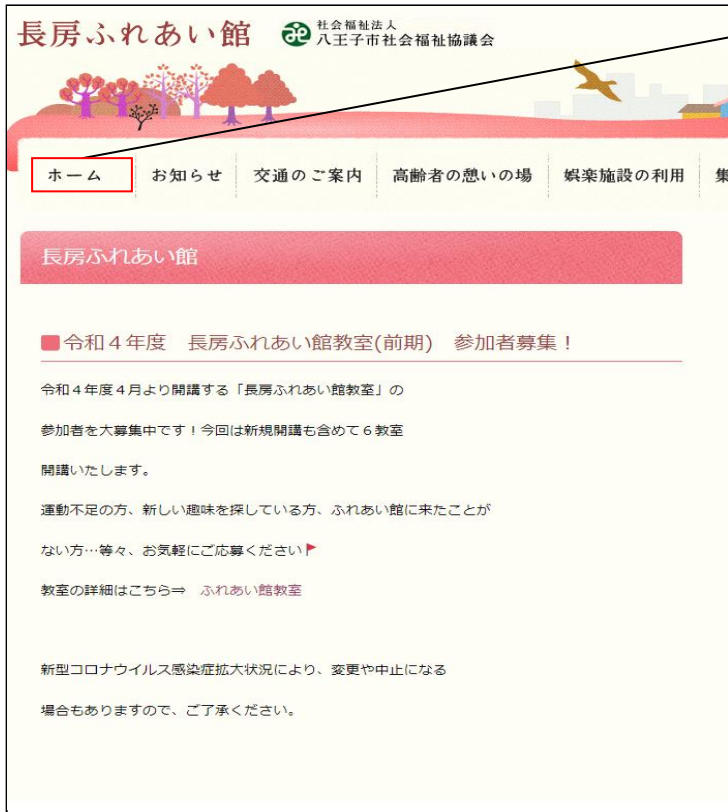 長房ふれあい館
社会福祉法人
八王子市社会福祉協議会
ホーム
お知らせ
交通のご案内
高齢者の憩いの場
娯楽施設の利用
集
長房ふれあい館
令和４年度　長房ふれあい館教室(前期)　参加者募集！
令和４年度４月より開講する「長房ふれあい館教室」の
参加者を大募集中です！今回は新規開講も含めて６教室
開講いたします。
運動不足の方、新しい趣味を探している方、ふれあい館に来たことが
ない方…等々、お気軽にご応募ください
教室の詳細はこちら⇒　ふれあい館教室
新型コロナウイルス感染症拡大状況により、変更や中止になる
場合もありますので、ご了承ください。